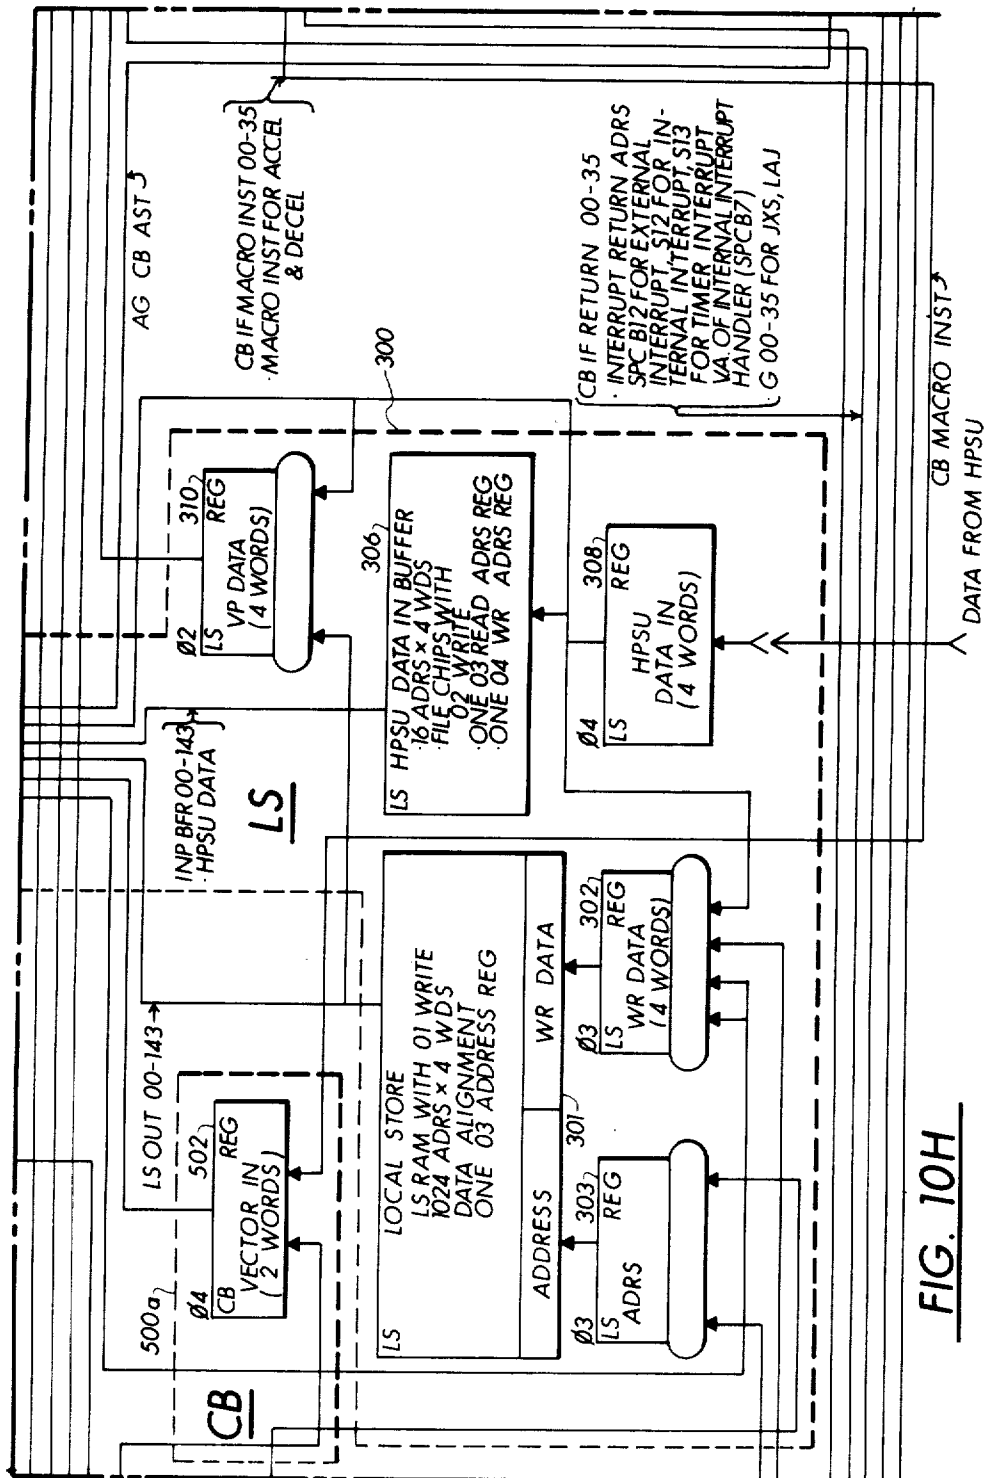 AG CB AST
CB IF MACRO INST 00-35
·MACRO INST FOR ACCEL
& DECEL
CB IF RETURN 00-35
·INTERRUPT RETURN ADRS
SPC B12 FOR EXTERNAL
INTERRUPT, S12 FOR IN-
TERNAL INTERRUPT, S13
FOR TIMER INTERRUPT
VA. OF INTERNAL INTERRUPT
HANDLER (SPCB7)
·G 00-35 FOR JXS, LAJ
CB MACRO INST
DATA FROM HPSU
300
310
Ø2
REG
LS
VP DATA
(4 WORDS)
306
LS HPSU DATA IN BUFFER
·16 ADRS × 4 WDS
·FILE CHIPS WITH
02 WRITE
·ONE 03 READ ADRS REG
·ONE 04 WR ADRS REG
308
Ø4
REG
LS
HPSU
DATA IN
(4 WORDS)
INP BFR 00-143
·HPSU DATA
LS
LS OUT 00-143
500a
CB
502
Ø4
REG
CB
VECTOR IN
(2 WORDS)
LS
LOCAL STORE
LS RAM WITH 01 WRITE
1024 ADRS × 4 WDS
DATA ALIGNMENT
ONE 03 ADDRESS REG
ADDRESS
WR DATA
301
303
Ø3
REG
LS
ADRS
302
Ø3
REG
LS
WR DATA
(4 WORDS)
FIG. 10H